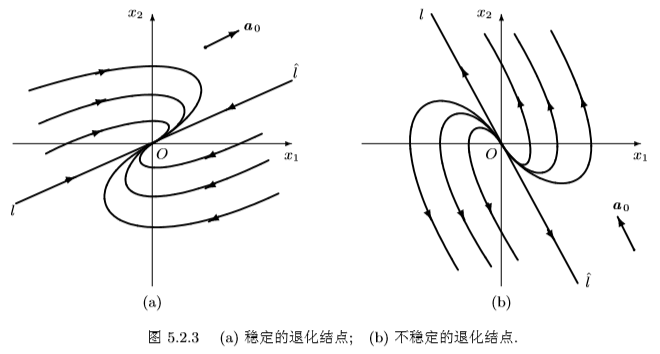 x₂
a₀
l̂
O
x₁
l
(a)
l
x₂
O
x₁
a₀
l̂
(b)
图 5.2.3 (a) 稳定的退化结点; (b) 不稳定的退化结点.